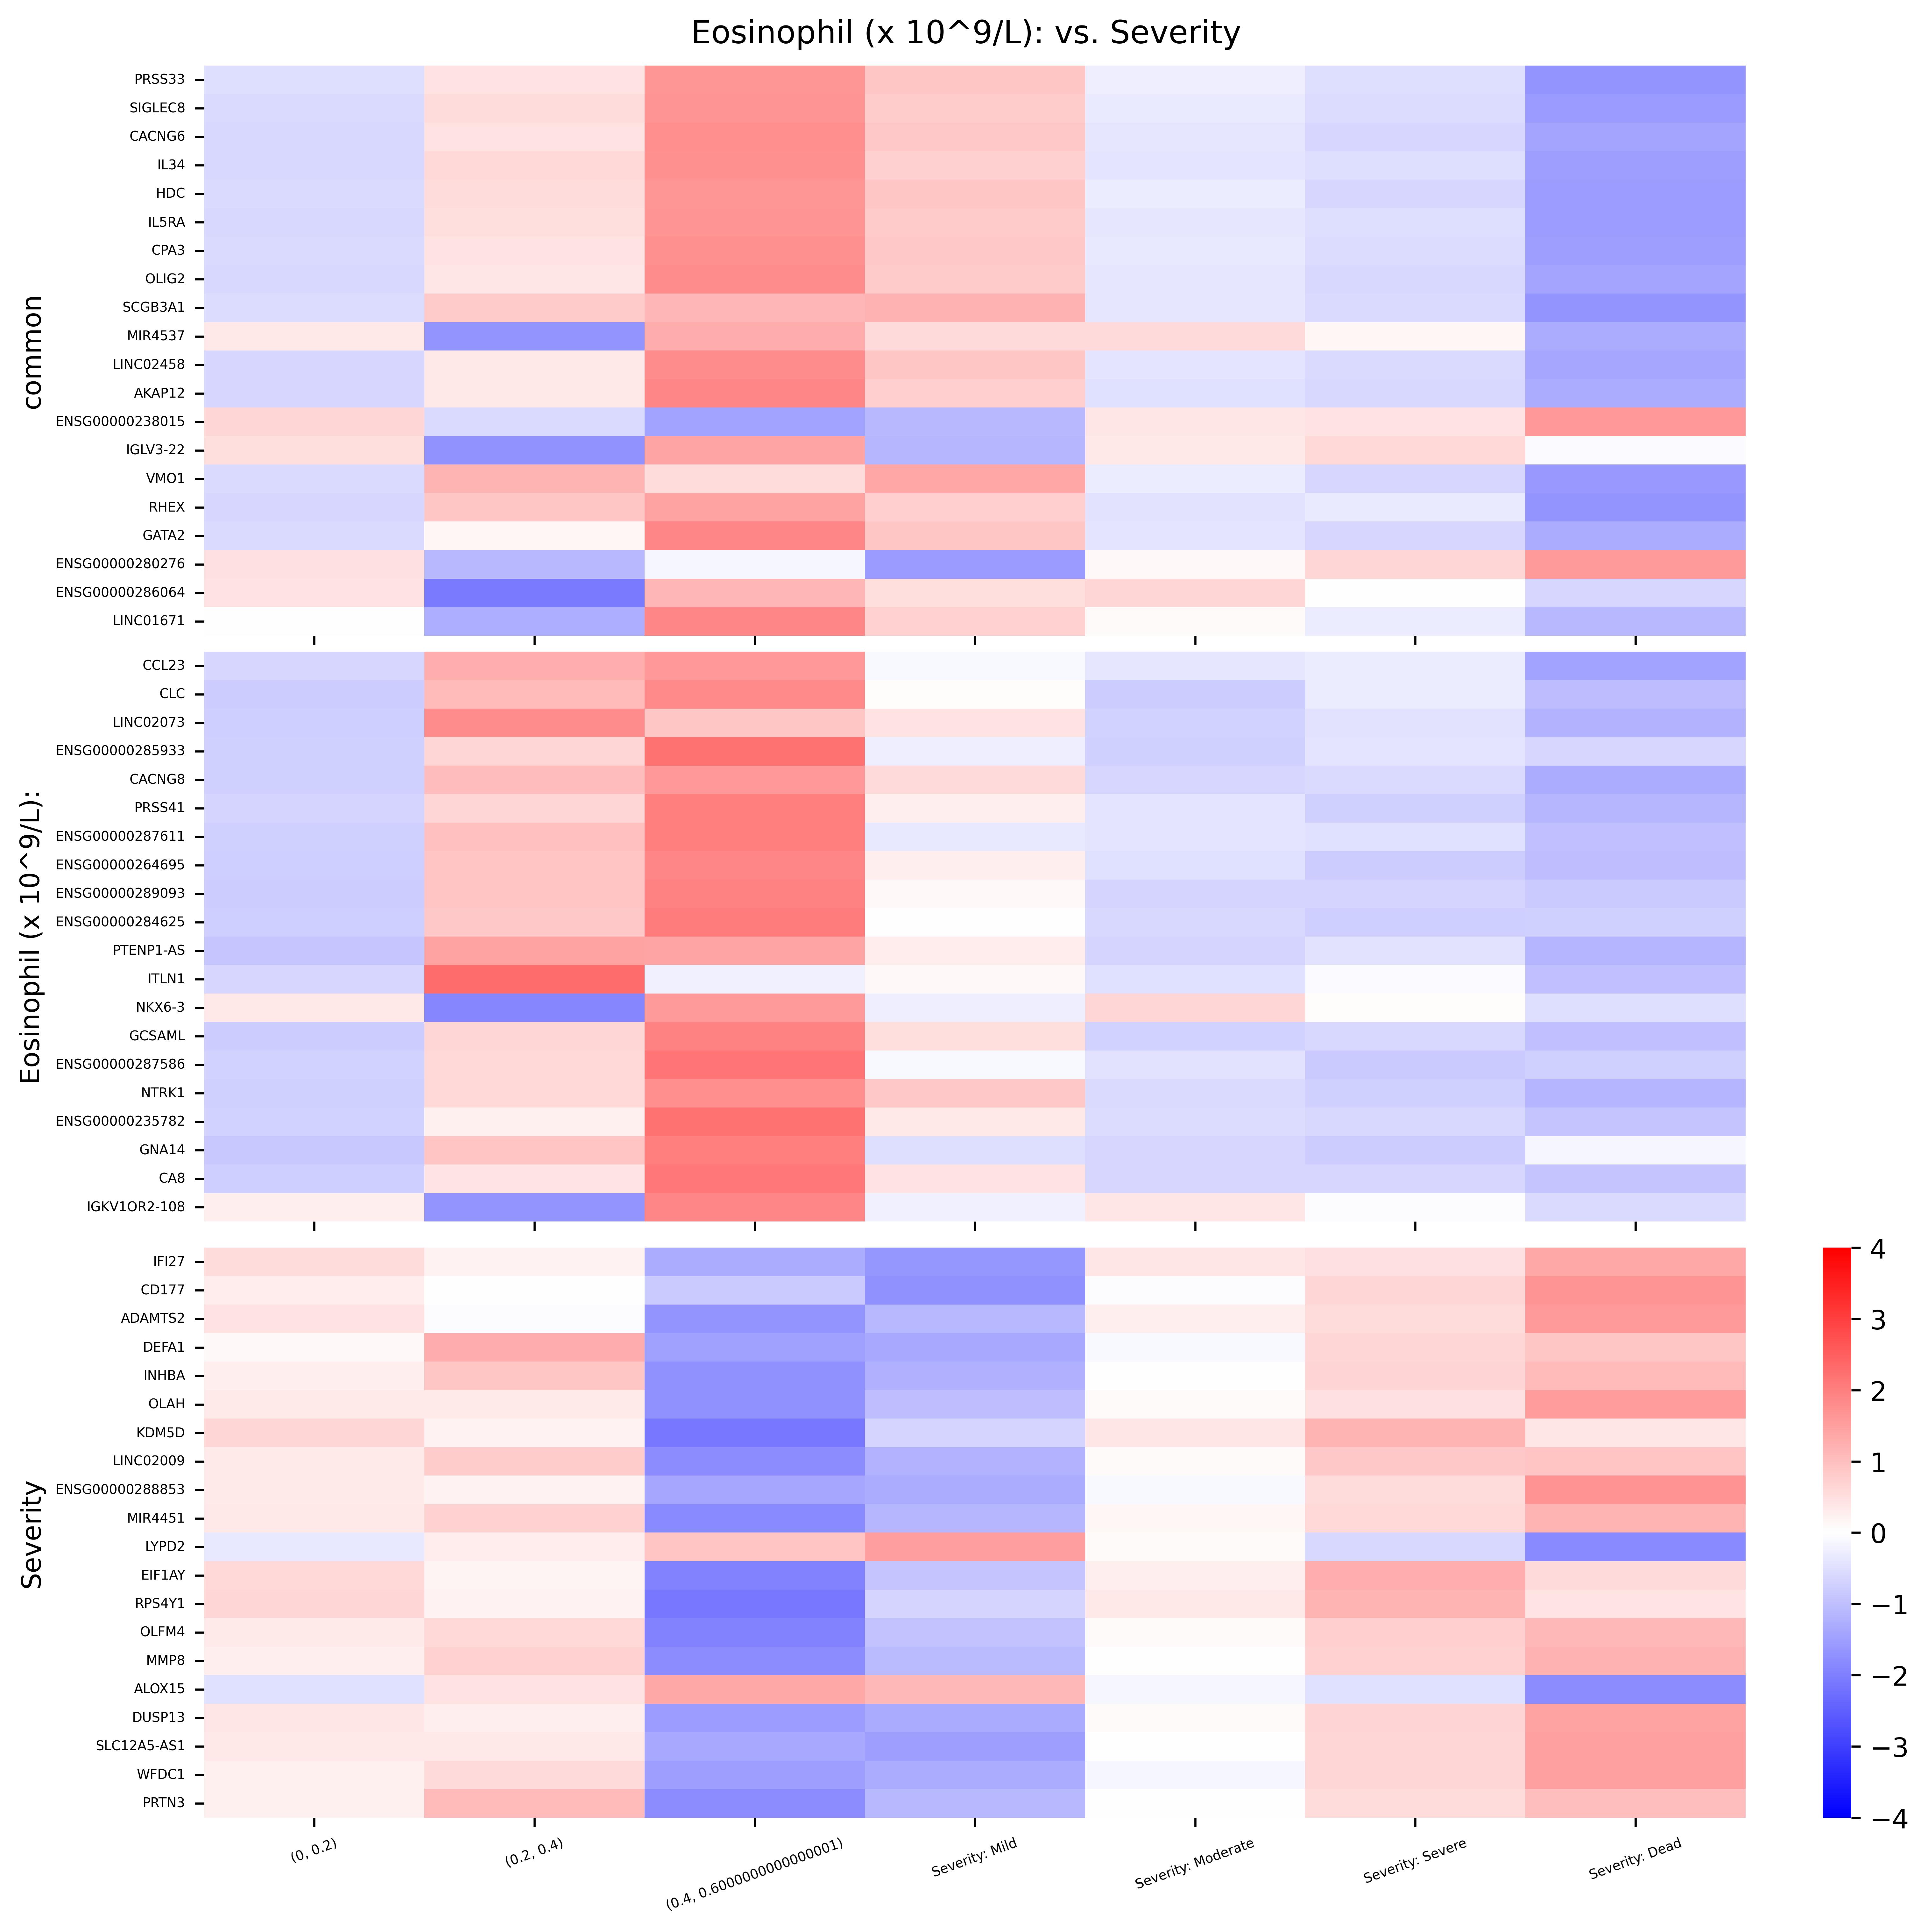 Eosinophil (x 10^9/L): vs. Severity
common
PRSS33
SIGLEC8
CACNG6
IL34
HDC
IL5RA
CPA3
OLIG2
SCGB3A1
MIR4537
LINC02458
AKAP12
ENSG00000238015
IGLV3-22
VMO1
RHEX
GATA2
ENSG00000280276
ENSG00000286064
LINC01671
Eosinophil (x 10^9/L):
CCL23
CLC
LINC02073
ENSG00000285933
CACNG8
PRSS41
ENSG00000287611
ENSG00000264695
ENSG00000289093
ENSG00000284625
PTENP1-AS
ITLN1
NKX6-3
GCSAML
ENSG00000287586
NTRK1
ENSG00000235782
GNA14
CA8
IGKV1OR2-108
Severity
IFI27
CD177
ADAMTS2
DEFA1
INHBA
OLAH
KDM5D
LINC02009
ENSG00000288853
MIR4451
LYPD2
EIF1AY
RPS4Y1
OLFM4
MMP8
ALOX15
DUSP13
SLC12A5-AS1
WFDC1
PRTN3
(0, 0.2)
(0.2, 0.4)
(0.4, 0.6000000000000001)
Severity: Mild
Severity: Moderate
Severity: Severe
Severity: Dead
4
3
2
1
0
−1
−2
−3
−4